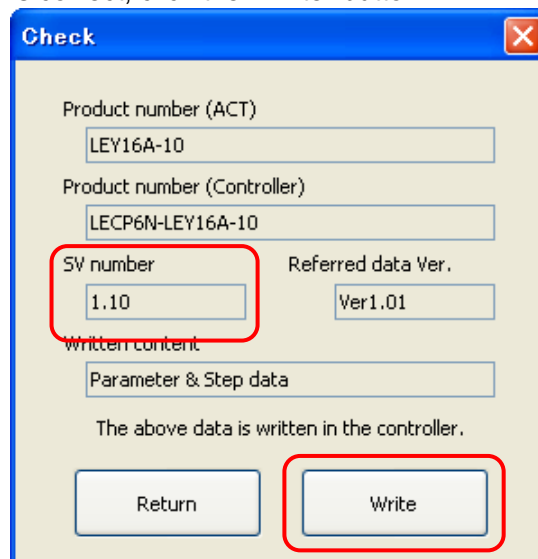 Check
Product number (ACT)
LEY16A-10
Product number (Controller)
LECP6N-LEY16A-10
SV number Referred data Ver.
1.10 Ver1.01
Written content
Parameter & Step data
The above data is written in the controller.
Return Write